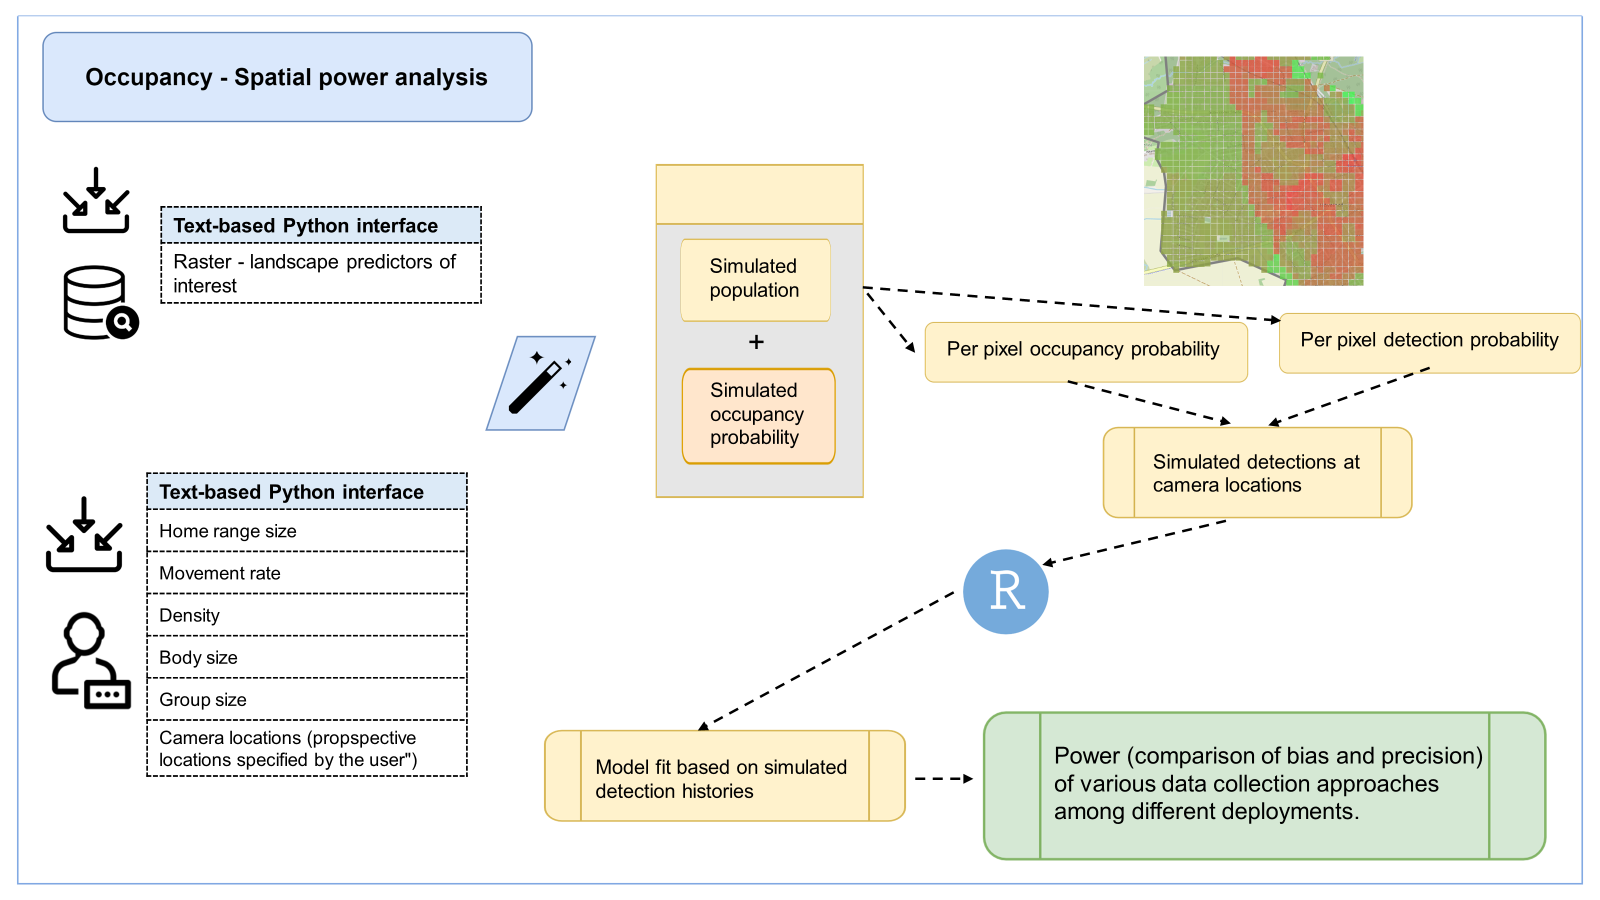 Occupancy - Spatial power analysis
Text-based Python interface
Raster - landscape predictors of
interest
Text-based Python interface
Home range size
Movement rate
Density
Body size
Group size
Camera locations (propspective
locations specified by the user")
Simulated
population
+
Simulated
occupancy
probability
Per pixel occupancy probability
Per pixel detection probability
Simulated detections at
camera locations
R
Model fit based on simulated
detection histories
Power (comparison of bias and precision)
of various data collection approaches
among different deployments.